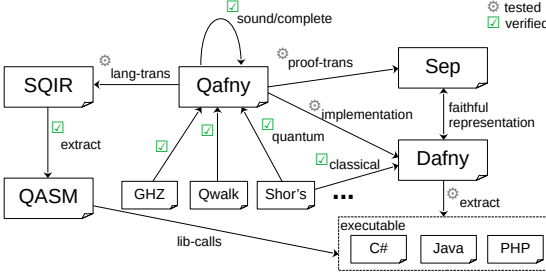 tested
verified
sound/complete
lang-trans
proof-trans
SQIR
Qafny
Sep
implementation
faithful
representation
extract
quantum
classical
Dafny
QASM
GHZ
Qwalk
Shor's
...
extract
executable
lib-calls
C#
Java
PHP